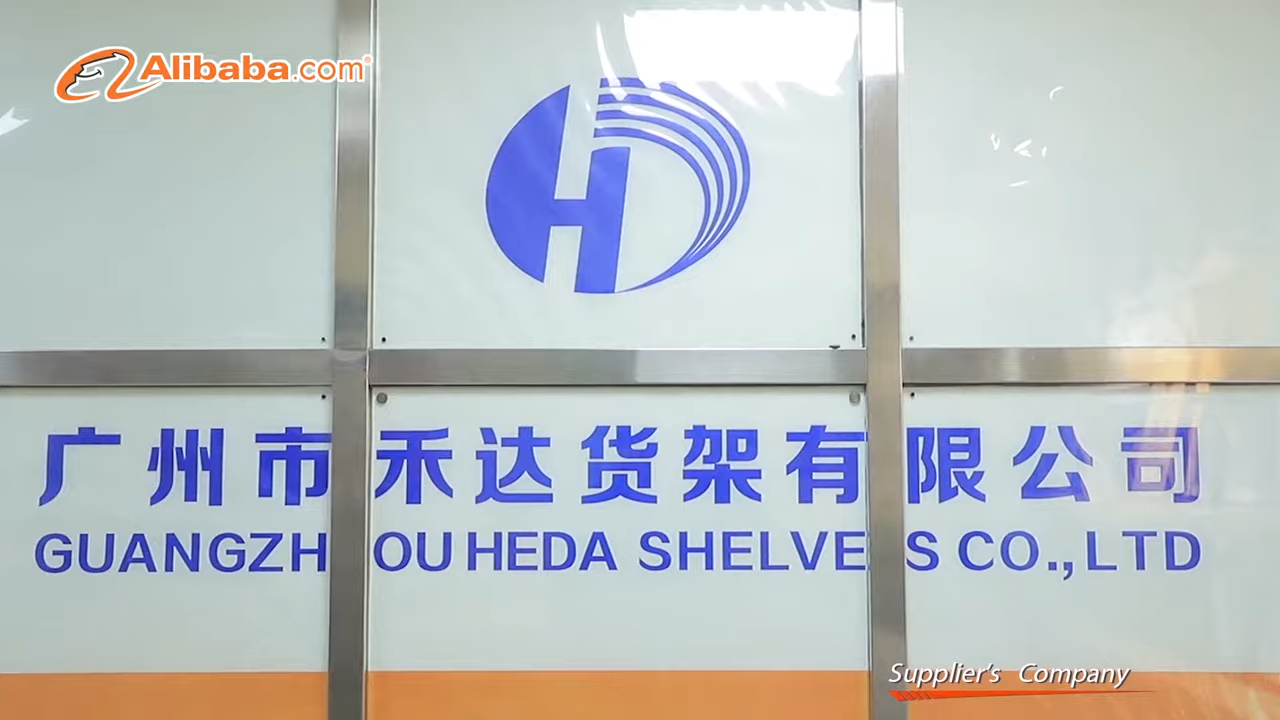 Alibaba.com®
广州市禾达货架有限公司
GUANGZHOU HEDA SHELVES CO.,LTD
Supplier's Company